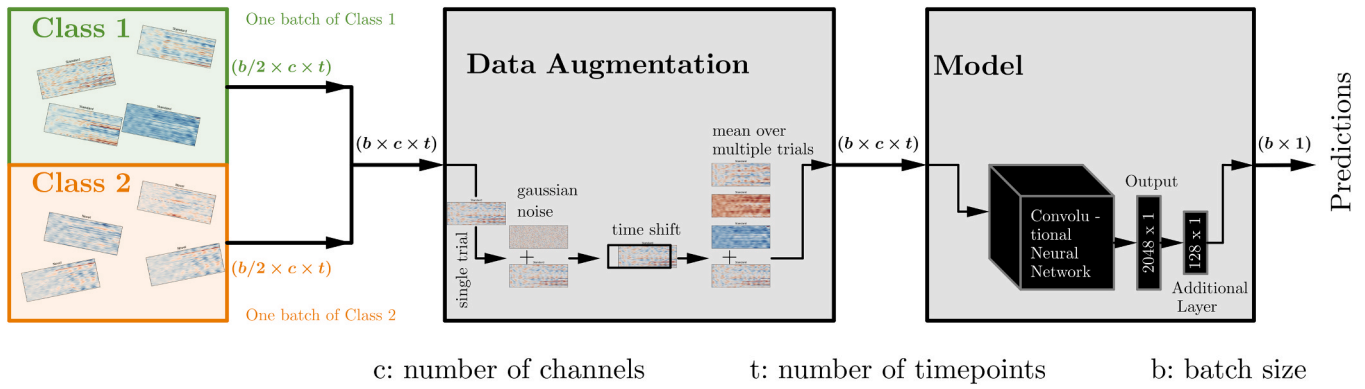 Class 1
One batch of Class 1
(b/2 × c × t)
Class 2
(b/2 × c × t)
One batch of Class 2
(b × c × t)
Data Augmentation
single trial
gaussian
noise
+
time shift
mean over
multiple trials
+
(b × c × t)
Model
Convolu -
tional
Neural
Network
Output
2048 x 1
128 x 1
Additional
Layer
(b × 1)
Predictions
c: number of channels
t: number of timepoints
b: batch size